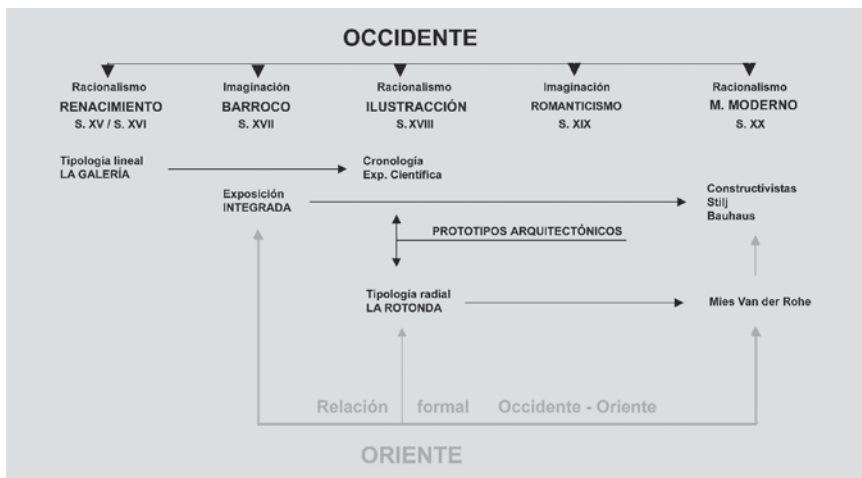 OCCIDENTE
Racionalismo
RENACIMIENTO
S. XV / S. XVI
Imaginación
BARROCO
S. XVII
Racionalismo
ILUSTRACCIÓN
S. XVIII
Imaginación
ROMANTICISMO
S. XIX
Racionalismo
M. MODERNO
S. XX
Tipología lineal
LA GALERÍA
Cronología
Exp. Científica
Exposición
INTEGRADA
Constructivistas
Stilj
Bauhaus
PROTOTIPOS ARQUITECTÓNICOS
Tipología radial
LA ROTONDA
Mies Van der Rohe
Relación formal Occidente - Oriente
ORIENTE